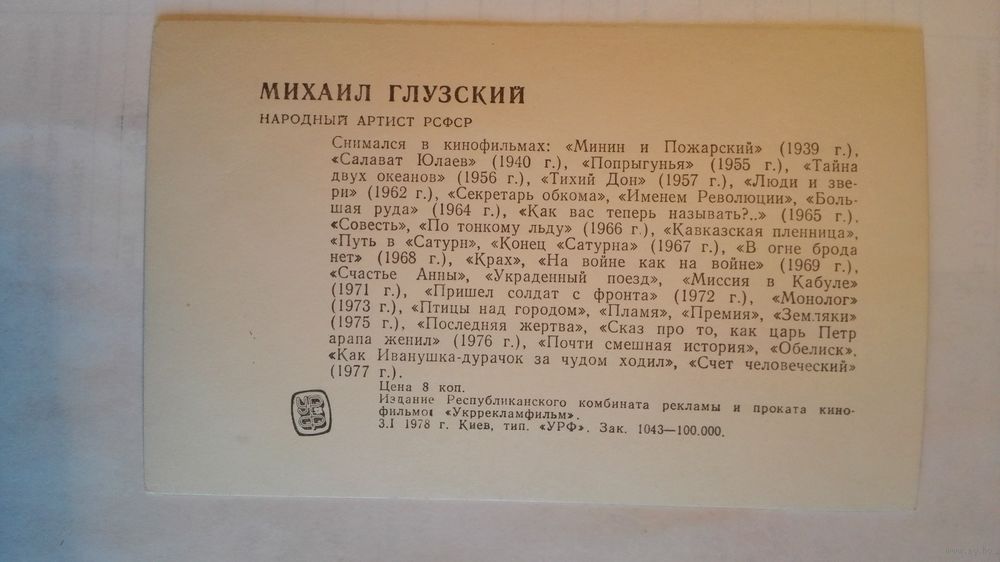 МИХАИЛ ГЛУЗСКИЙ
НАРОДНЫЙ АРТИСТ РСФСР
Снимался в кинофильмах: «Минин и Пожарский» (1939 г.),
«Салават Юлаев» (1940 г.), «Попрыгунья» (1955 г.), «Тайна
двух океанов» (1956 г.), «Тихий Дон» (1957 г.), «Люди и зве-
ри» (1962 г.), «Секретарь обкома», «Именем Революции», «Боль-
шая руда» (1964 г.), «Как вас теперь называть?..» (1965 г.).
«Совесть», «По тонкому льду» (1966 г.), «Кавказская пленница»,
«Путь в «Сатурн», «Конец «Сатурна» (1967 г.), «В огне брода
нет» (1968 г.), «Крах», «На войне как на войне» (1969 г.),
«Счастье Анны», «Украденный поезд», «Миссия в Кабуле»
(1971 г.), «Пришел солдат с фронта» (1972 г.), «Монолог»
(1973 г.), «Птицы над городом», «Пламя», «Премия», «Земляки»
(1975 г.), «Последняя жертва», «Сказ про то, как царь Петр
арапа женил» (1976 г.), «Почти смешная история», «Обелиск».
«Как Иванушка-дурачок за чудом ходил», «Счет человеческий»
(1977 г.).
Цена 8 коп.
Издание Республиканского комбината рекламы и проката кино-
фильмов «Укррекламфильм».
3.I 1978 г. Киев, тип. «УРФ». Зак. 1043—100.000.